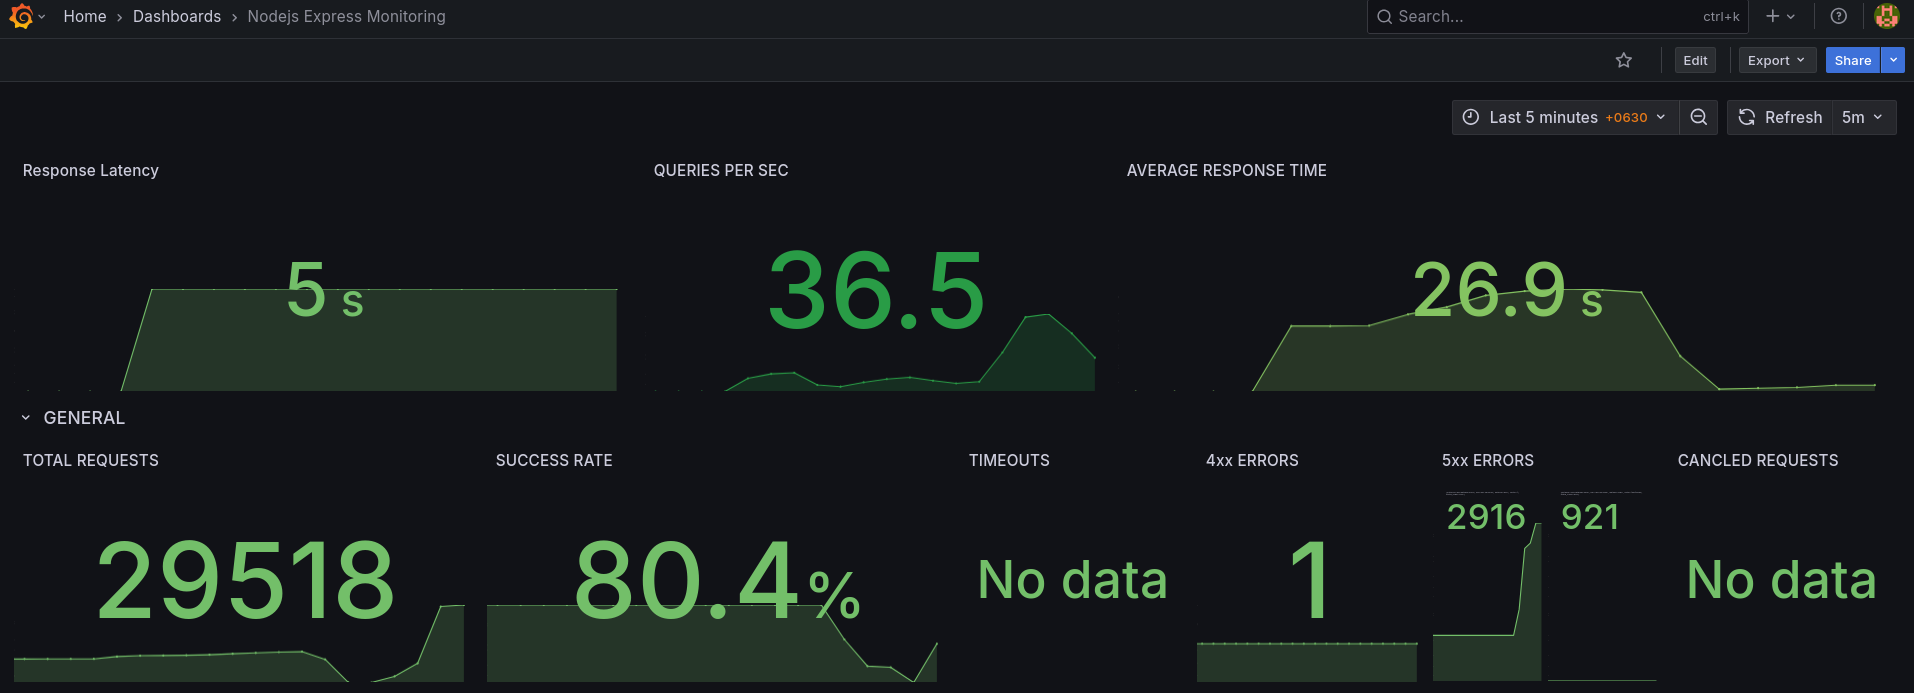 Home > Dashboards > Nodejs Express Monitoring
Search... ctrl+k
Edit Export Share
Last 5 minutes +0630 Refresh 5m
Response Latency QUERIES PER SEC AVERAGE RESPONSE TIME
5 s 36.5 26.9 s
GENERAL
TOTAL REQUESTS SUCCESS RATE TIMEOUTS 4xx ERRORS 5xx ERRORS CANCLED REQUESTS
29518 80.4% No data 1 2916 921 No data